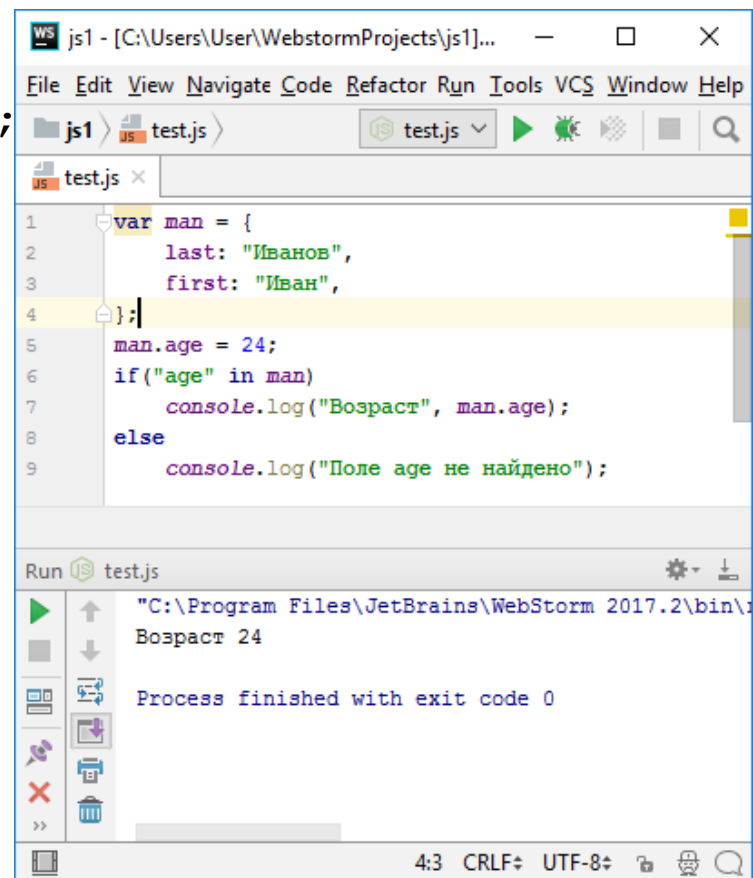 js1 - [C:\Users\User\WebstormProjects\js1]...
File Edit View Navigate Code Refactor Run Tools VCS Window Help
;
js1 test.js test.js
test.js
1 var man = {
2 last: "Иванов",
3 first: "Иван",
4 };
5 man.age = 24;
6 if("age" in man)
7 console.log("Возраст", man.age);
8 else
9 console.log("Поле age не найдено");
Run test.js
"C:\Program Files\JetBrains\WebStorm 2017.2\bin\
Возраст 24
Process finished with exit code 0
4:3 CRLF UTF-8